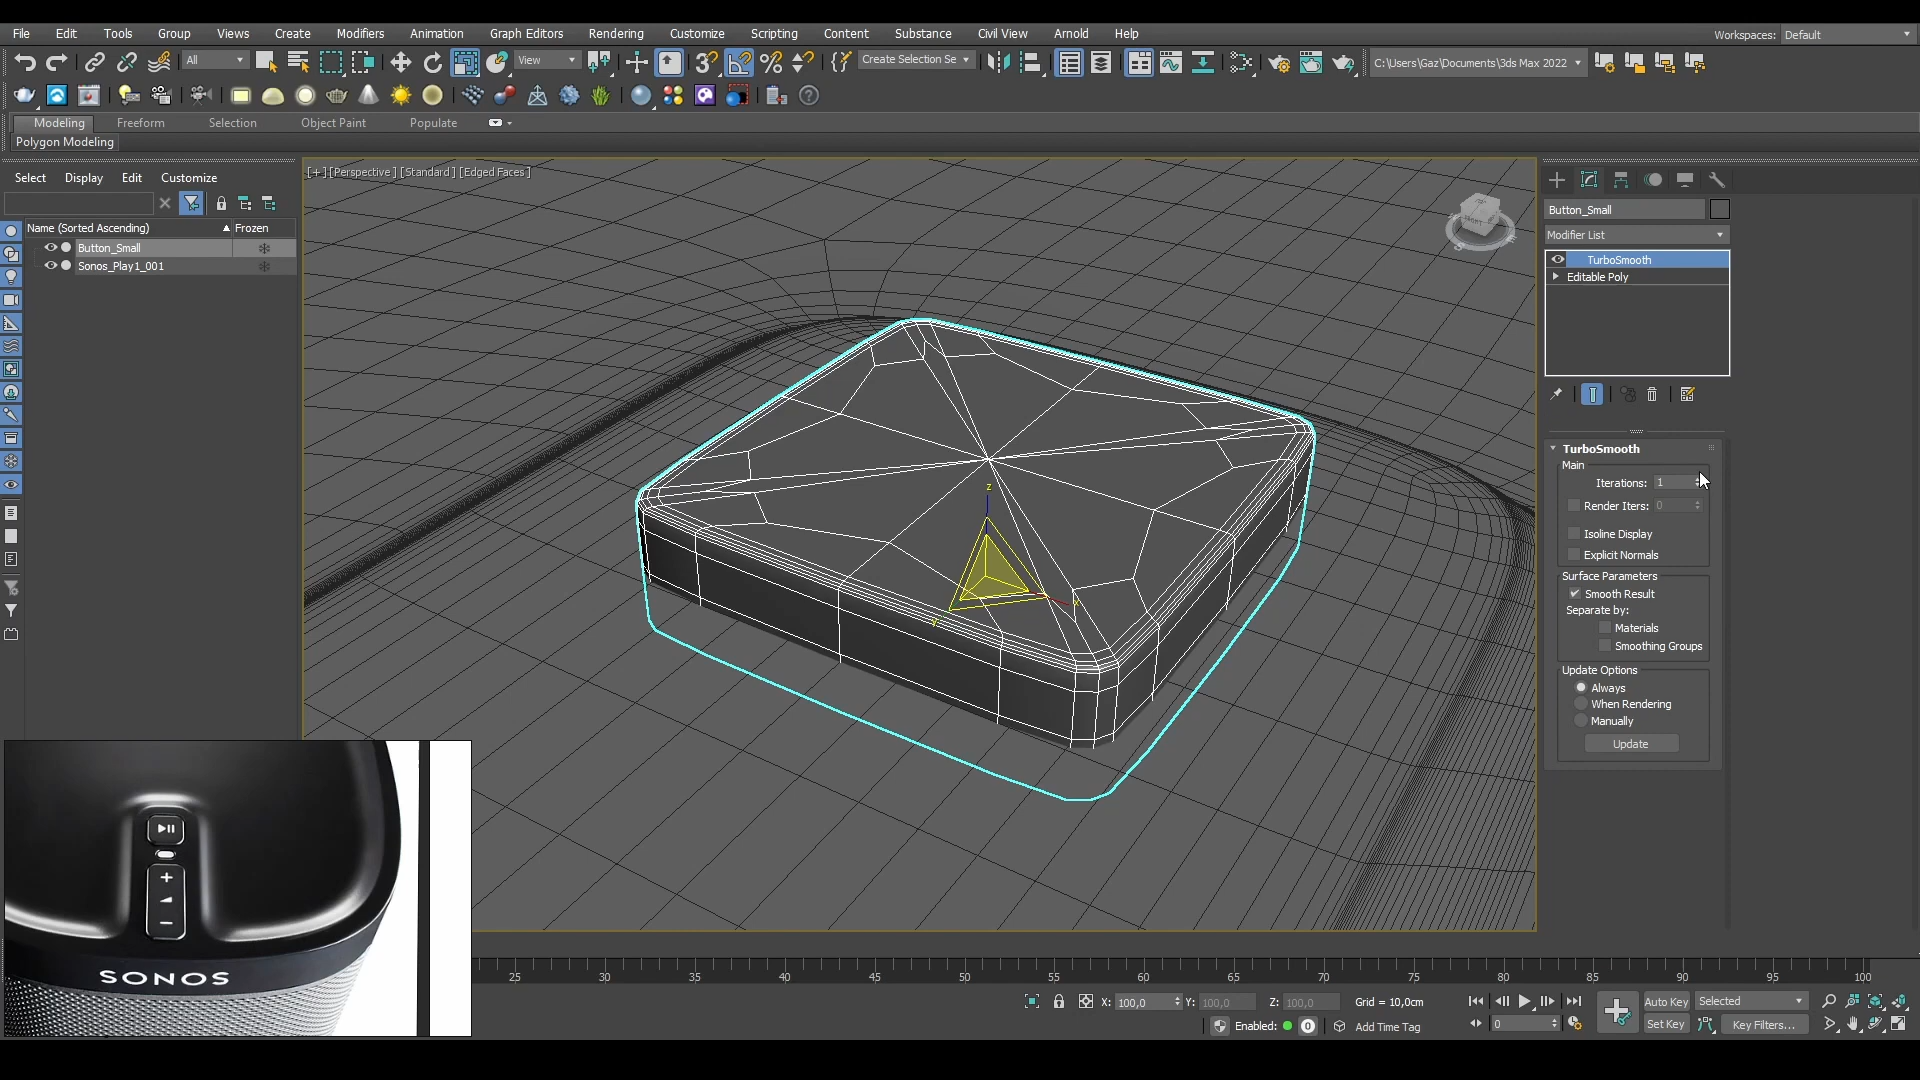 File Edit Tools Group Views Create Modifiers Animation Graph Editors Rendering Customize Scripting Content Substance Civil View Arnold Help Workspaces: Default
All View Create Selection Se C:\Users\Gaz\Documents\3ds Max 2022
Modeling Freeform Selection Object Paint Populate
Polygon Modeling
Select Display Edit Customize
Name (Sorted Ascending) Frozen
Button_Small
Sonos_Play1_001
[+] [Perspective ] [Standard ] [Edged Faces ]
z
x
y
Button_Small
Modifier List
TurboSmooth
Editable Poly
TurboSmooth
Main
Iterations: 1
Render Iters: 0
Isoline Display
Explicit Normals
Surface Parameters
Smooth Result
Separate by:
Materials
Smoothing Groups
Update Options
Always
When Rendering
Manually
Update
SONOS
25 30 35 40 45 50 55 60 65 70 75 80 85 90 95 100
X: 100,0 Y: 100,0 Z: 100,0 Grid = 10,0cm
Auto Key Selected
Enabled: 0 Add Time Tag
0
Set Key Key Filters...